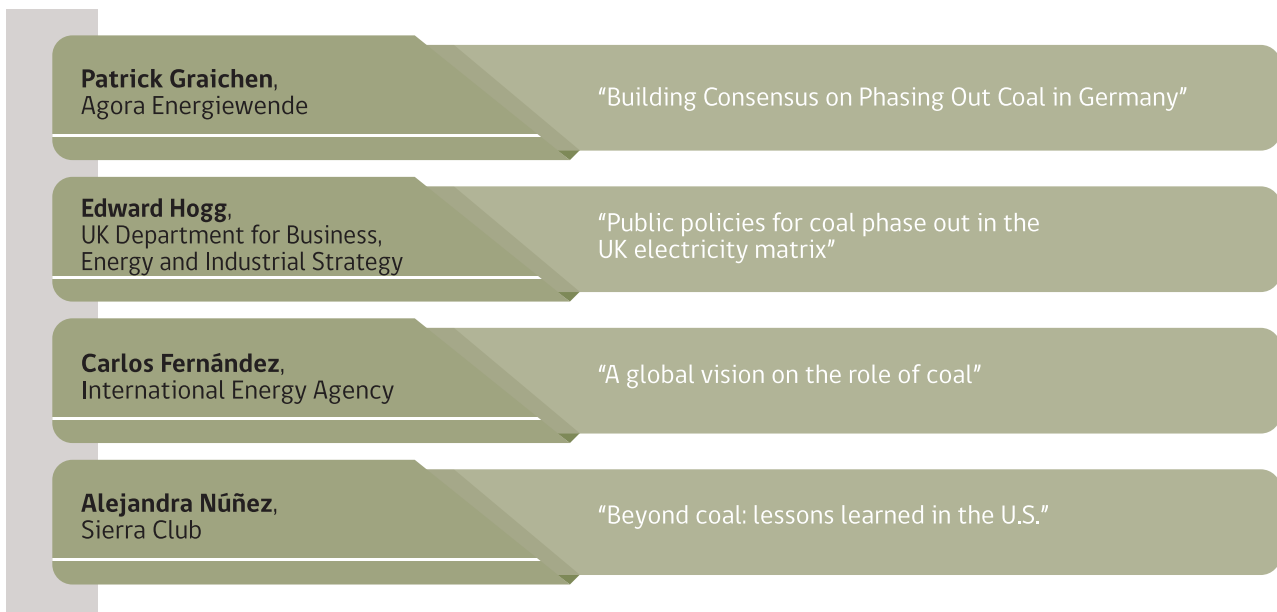 Patrick Graichen,
Agora Energiewende
“Building Consensus on Phasing Out Coal in Germany”
Edward Hogg,
UK Department for Business,
Energy and Industrial Strategy
“Public policies for coal phase out in the
UK electricity matrix”
Carlos Fernández,
International Energy Agency
“A global vision on the role of coal”
Alejandra Núñez,
Sierra Club
“Beyond coal: lessons learned in the U.S.”